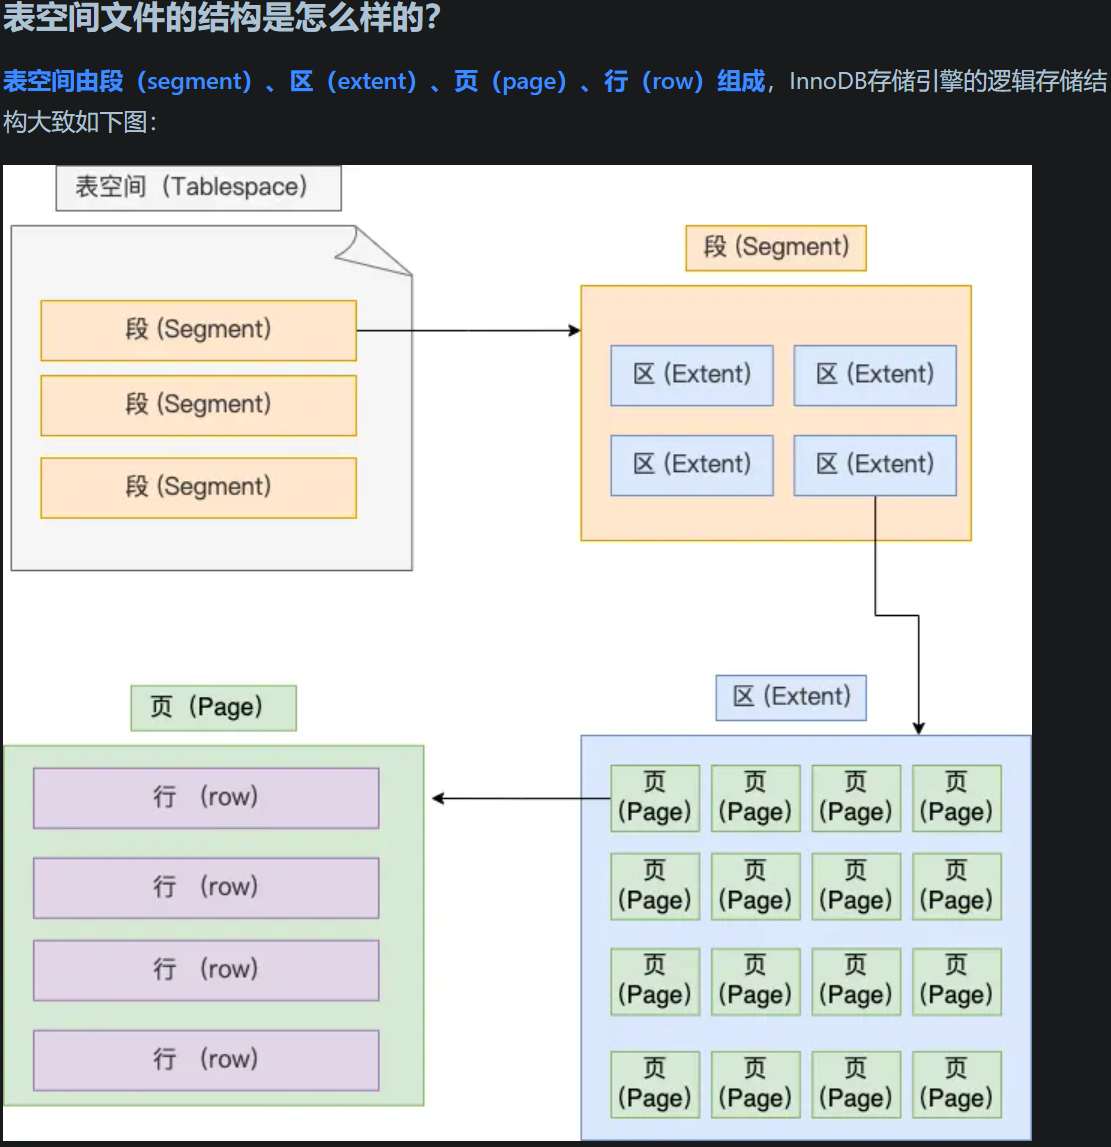 表空间文件的结构是怎么样的？
表空间由段（segment）、区（extent）、页（page）、行（row）组成，InnoDB存储引擎的逻辑存储结
构大致如下图：
表空间（Tablespace）
段 (Segment)
段 (Segment)
段 (Segment)
段 (Segment)
区 (Extent)
区 (Extent)
区 (Extent)
区 (Extent)
页（Page）
行 （row）
行 （row）
行 （row）
行 （row）
区 (Extent)
页
(Page)
页
(Page)
页
(Page)
页
(Page)
页
(Page)
页
(Page)
页
(Page)
页
(Page)
页
(Page)
页
(Page)
页
(Page)
页
(Page)
页
(Page)
页
(Page)
页
(Page)
页
(Page)